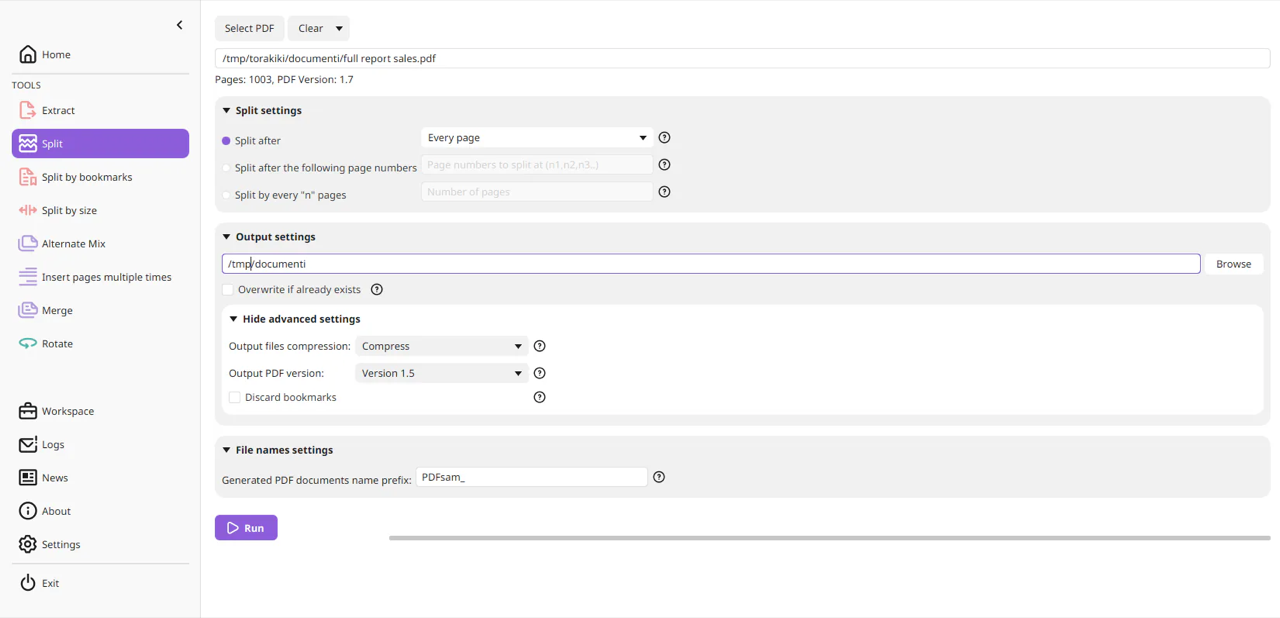 Home
TOOLS
Extract
Split
Split by bookmarks
Split by size
Alternate Mix
Insert pages multiple times
Merge
Rotate
Workspace
Logs
News
About
Settings
Exit
Select PDF Clear
/tmp/torakiki/documenti/full report sales.pdf
Pages: 1003, PDF Version: 1.7
Split settings
Split after Every page
Split after the following page numbers Page numbers to split at (n1,n2,n3..)
Split by every "n" pages Number of pages
Output settings
/tmp/documenti Browse
Overwrite if already exists
Hide advanced settings
Output files compression: Compress
Output PDF version: Version 1.5
Discard bookmarks
File names settings
Generated PDF documents name prefix: PDFsam_
Run